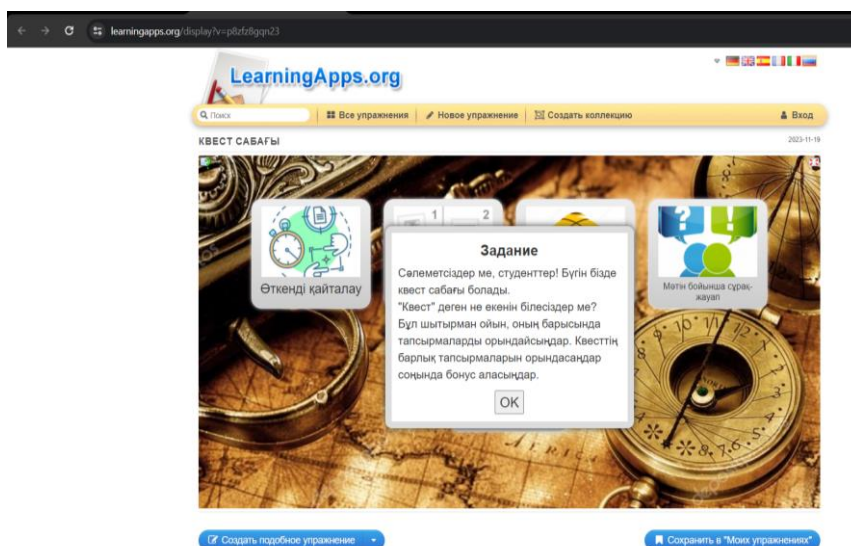 learningapps.org/display?v=p8zfz8gqn23
LearningApps.org
Поиск
Все упражнения
Новое упражнение
Создать коллекцию
Вход
КВЕСТ САБАҒЫ
2023-11-19
1 2
Өткенді қайталау
Мәтін бойынша сұрақ-
жауап
Задание
Сәлеметсіздер ме, студенттер! Бүгін бізде
квест сабағы болады.
"Квест" деген не екенін білесіздер ме?
Бұл шытырман ойын, оның барысында
тапсырмаларды орындайсыңдар. Квесттің
барлық тапсырмаларын орындасаңдар
соңында бонус аласыңдар.
OK
AFRICA
Создать подобное упражнение
Сохранить в "Моих упражнениях"